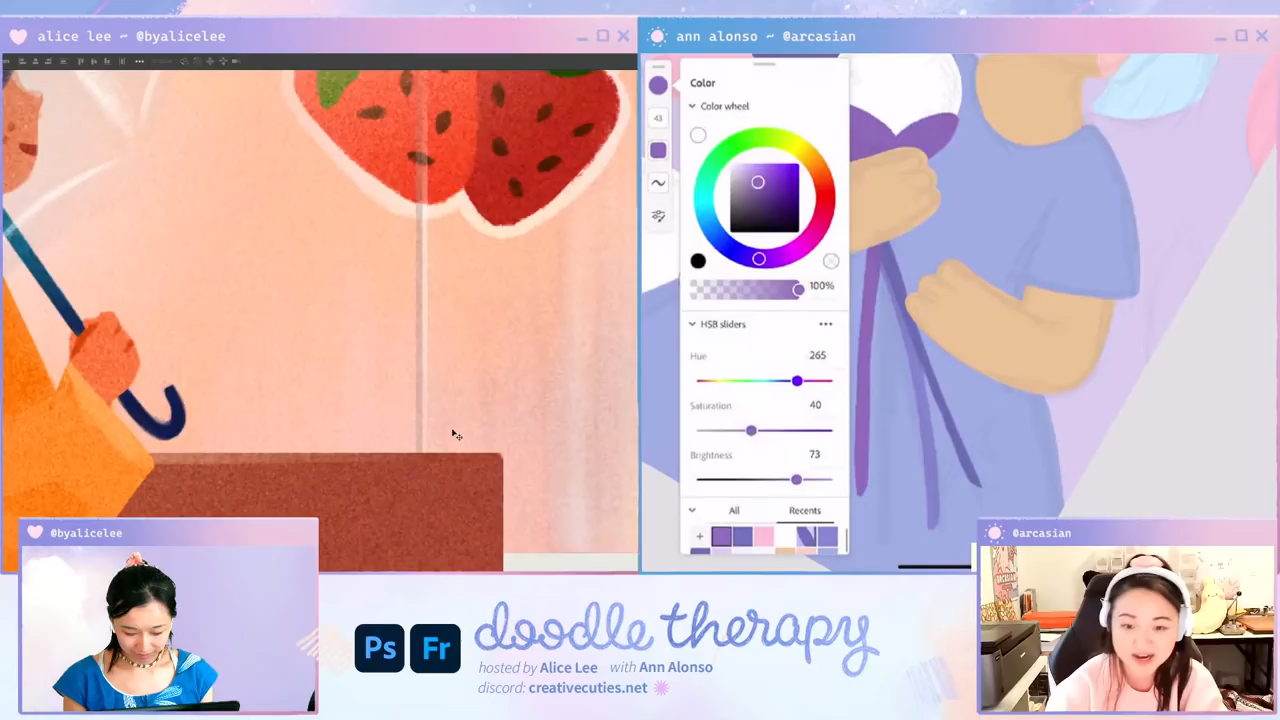 alice lee ~ @byalicelee
ann alonso ~ @arcasian
Color
Color wheel
43
100%
HSB sliders
Hue 265
Saturation 40
Brightness 73
All Recents
@byalicelee
@arcasian
Ps Fr
doodle therapy
hosted by Alice Lee with Ann Alonso
discord: creativecuties.net